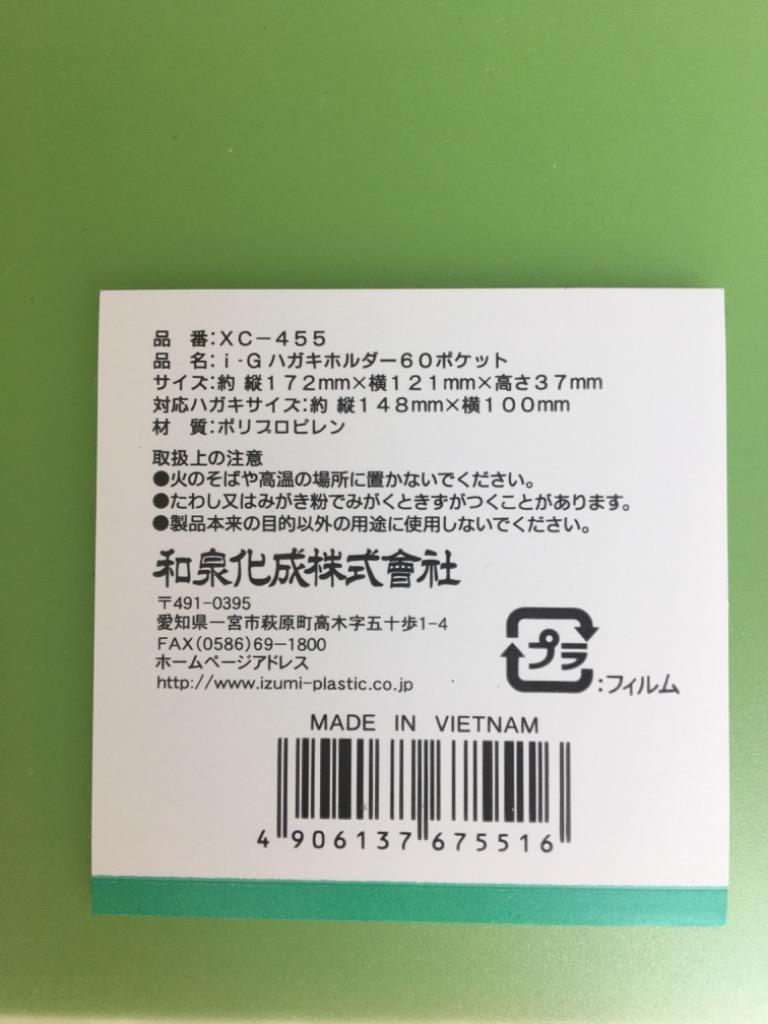 品　番：ＸＣ－４５５
品　名：ｉ-Ｇ ハガキホルダー６０ポケット
サイズ：約 縦１７２mm×横１２１mm×高さ３７mm
対応ハガキサイズ：約 縦１４８mm×横１００mm
材　質：ポリプロピレン
取扱上の注意
●火のそばや高温の場所に置かないでください。
●たわし又はみがき粉でみがくときずがつくことがあります。
●製品本来の目的以外の用途に使用しないでください。
和泉化成株式會社
〒491-0395
愛知県一宮市萩原町高木字五十歩1-4
FAX(0586)69-1800
ホームページアドレス
http://www.izumi-plastic.co.jp
プラ
:フィルム
MADE IN VIETNAM
4 906137 675516